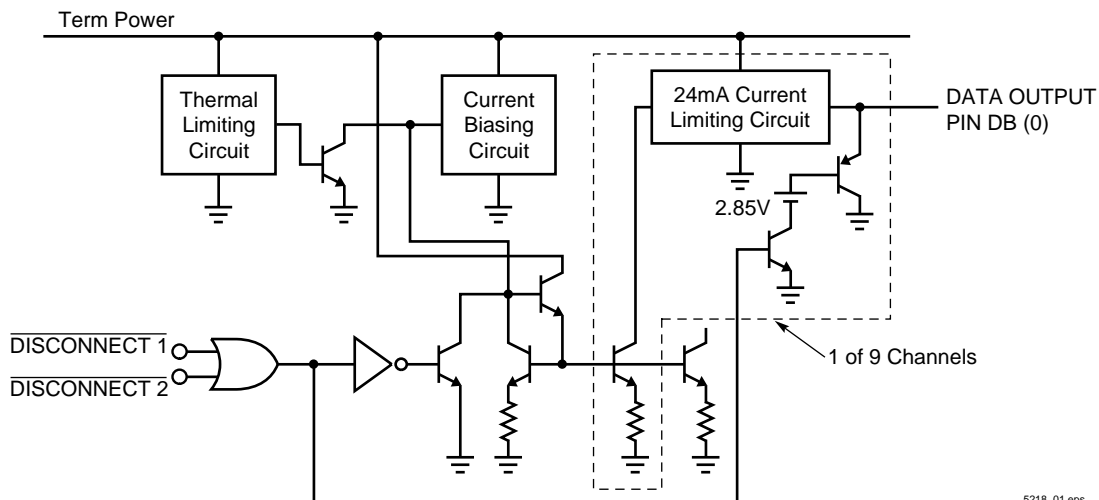 Term Power
Thermal
Limiting
Circuit
Current
Biasing
Circuit
24mA Current
Limiting Circuit
DATA OUTPUT
PIN DB (0)
2.85V
DISCONNECT 1
DISCONNECT 2
1 of 9 Channels
5218_01.eps